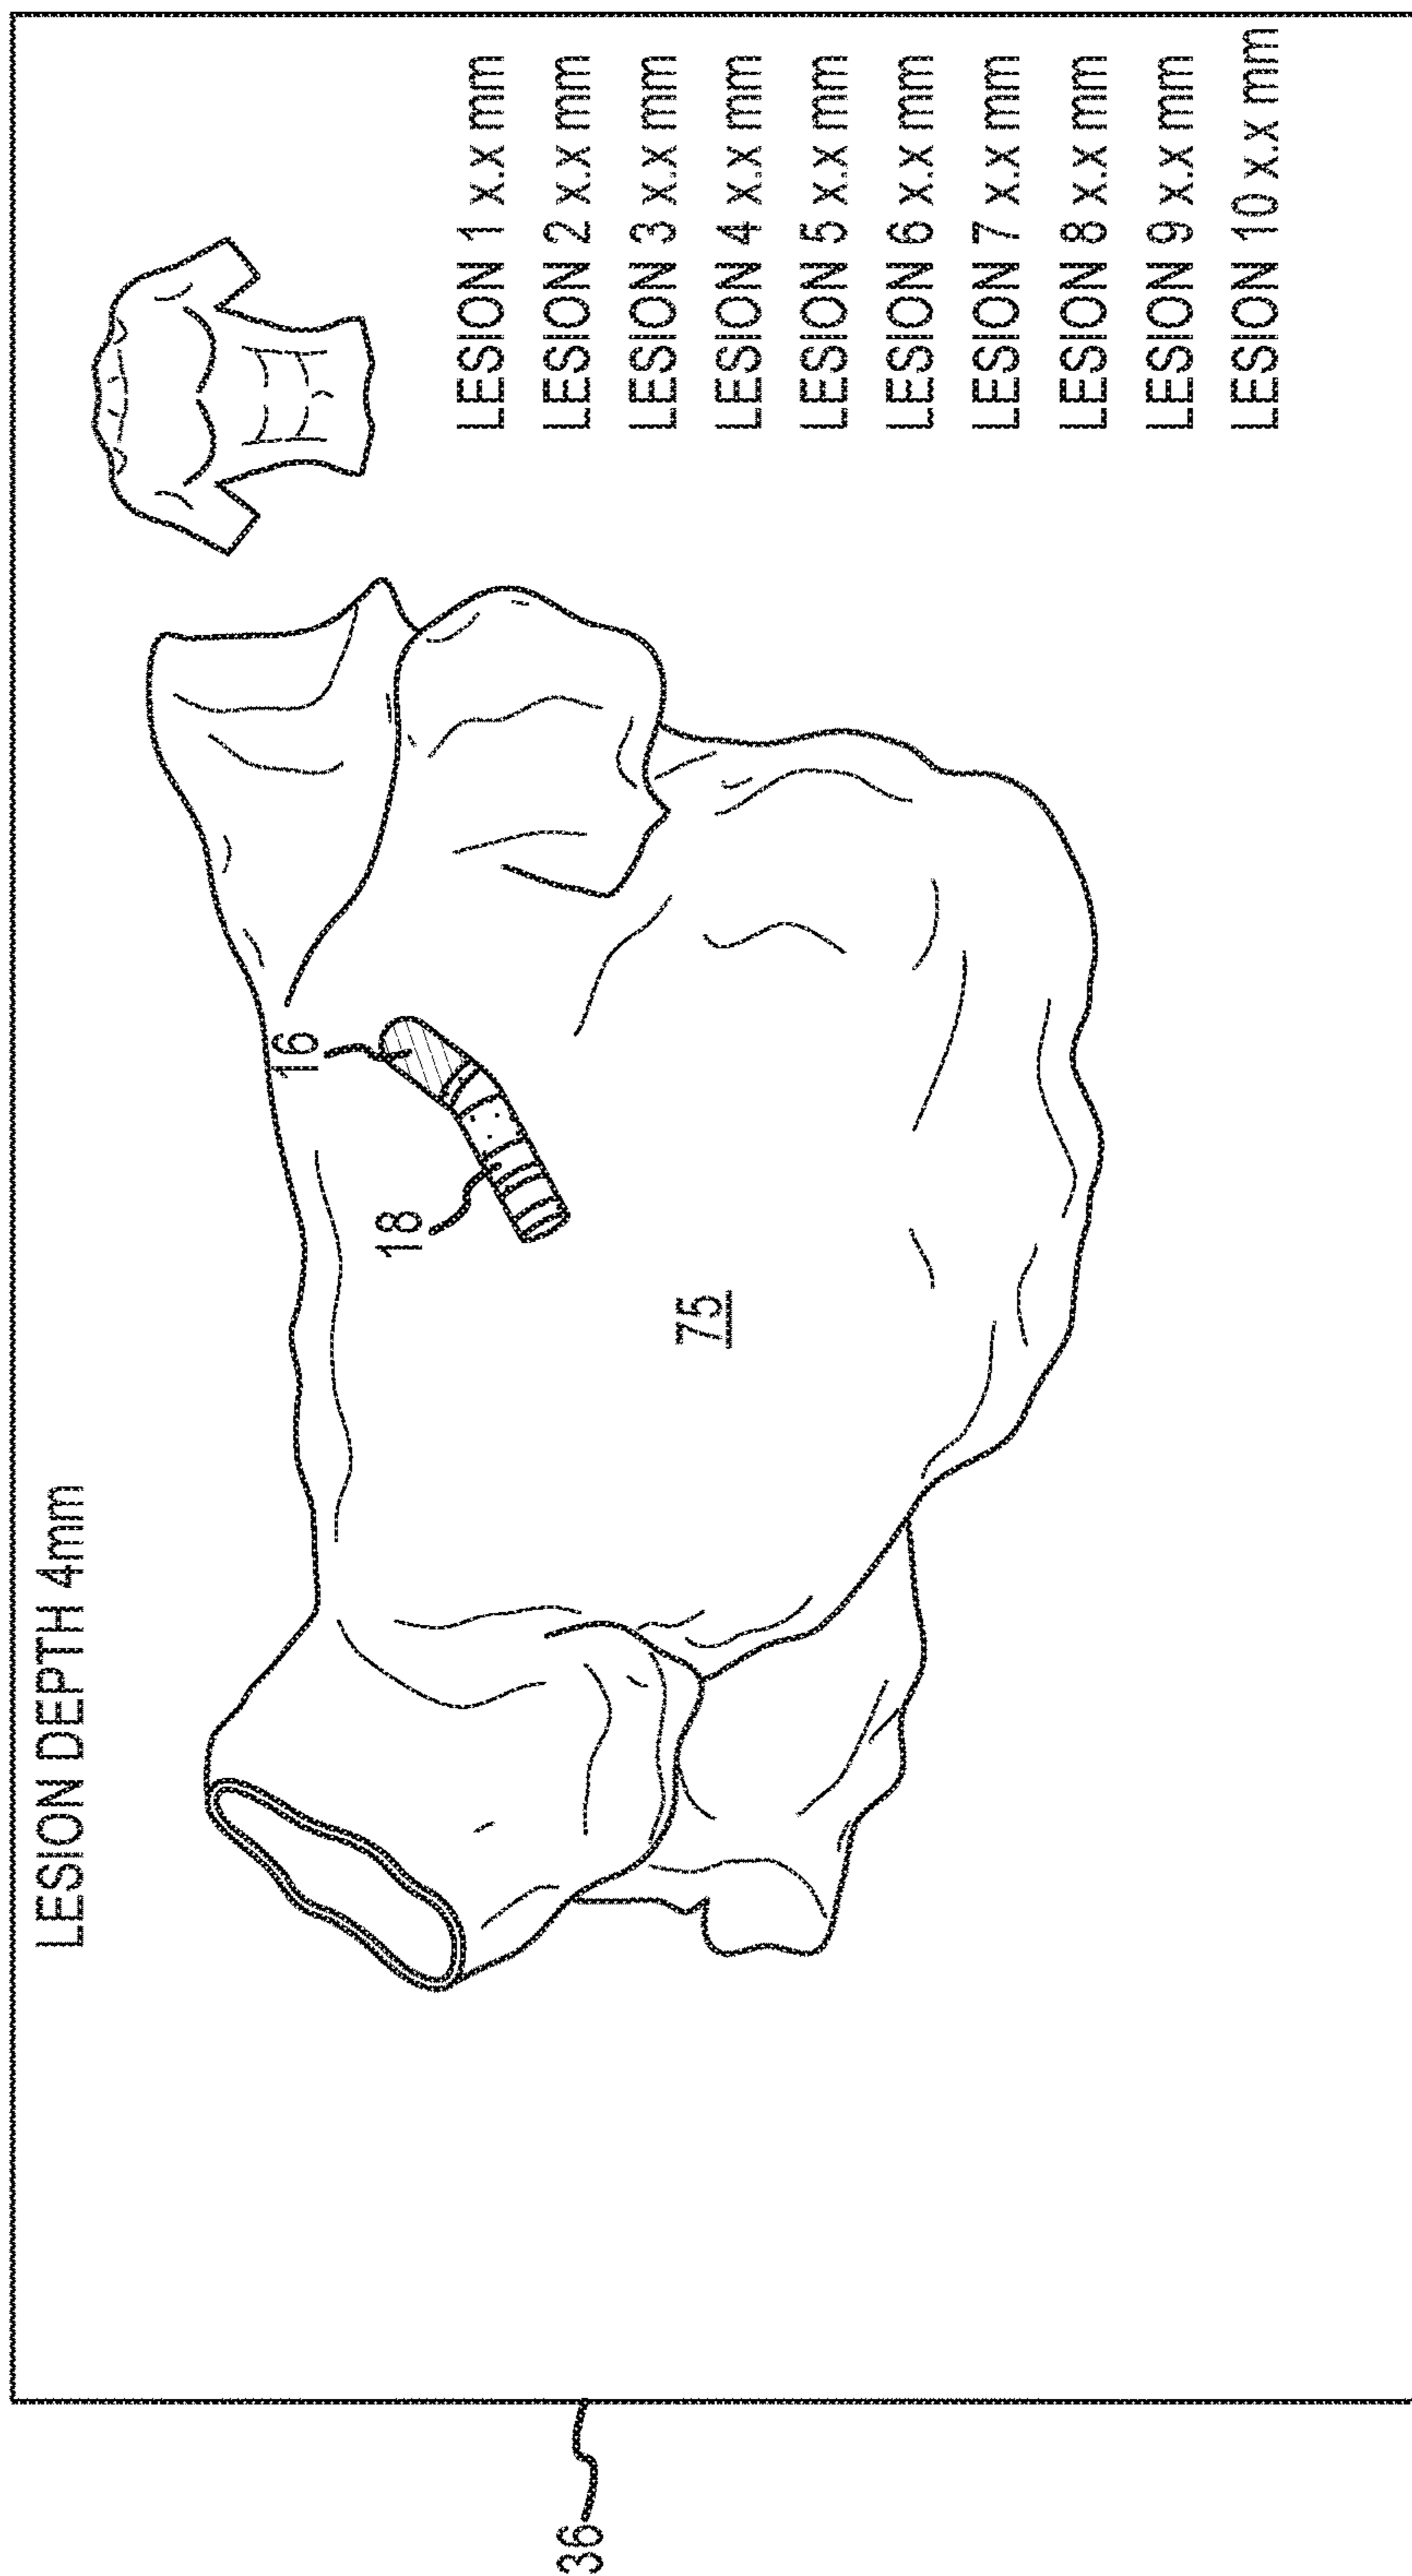 LESION DEPTH 4mm
LESION 1 x.x mm
LESION 2 x.x mm
LESION 3 x.x mm
LESION 4 x.x mm
LESION 5 x.x mm
LESION 6 x.x mm
LESION 7 x.x mm
LESION 8 x.x mm
LESION 9 x.x mm
LESION 10 x.x mm
16
18
75
36